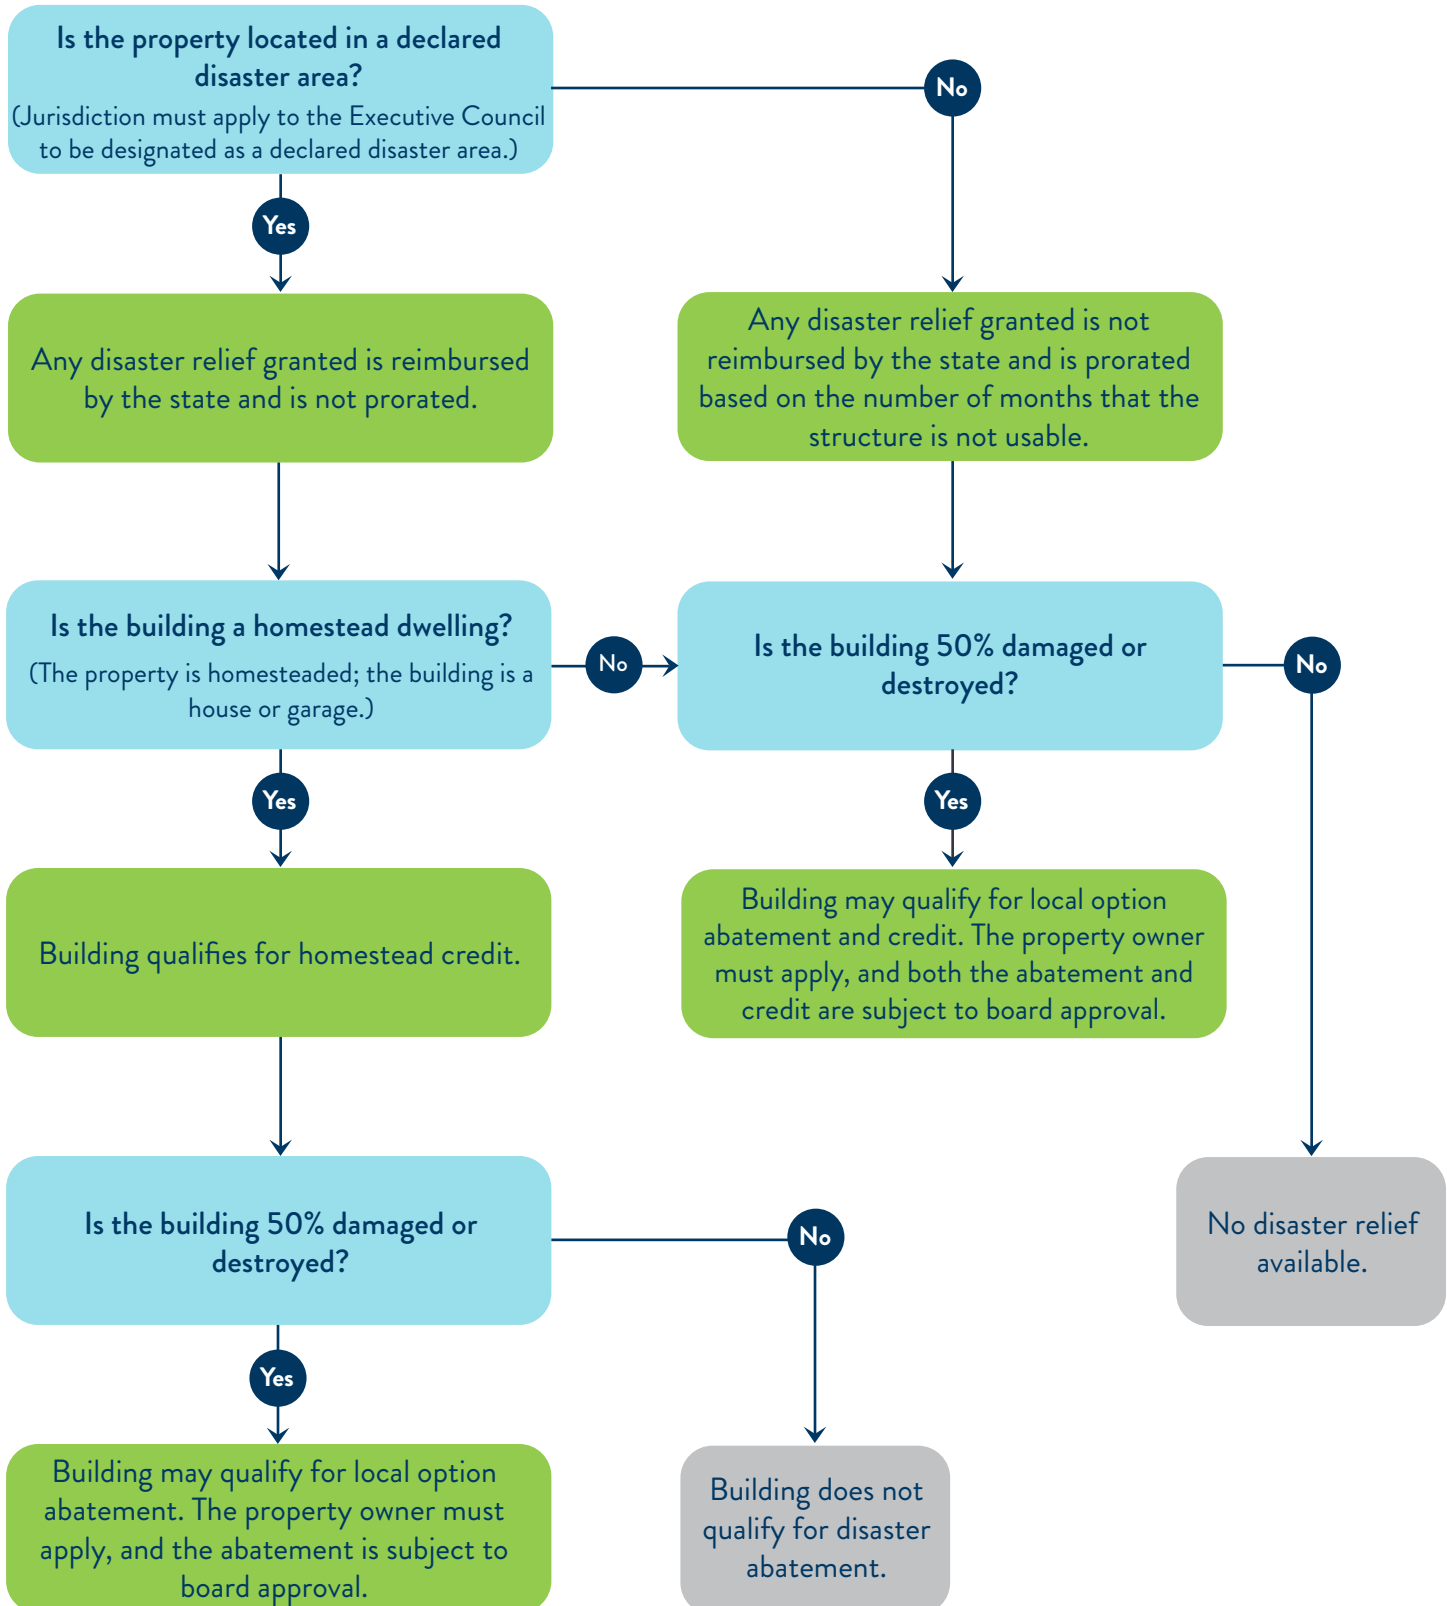 Is the property located in a declared
disaster area?
(Jurisdiction must apply to the Executive Council
to be designated as a declared disaster area.)
No
Yes
Any disaster relief granted is reimbursed
by the state and is not prorated.
Any disaster relief granted is not
reimbursed by the state and is prorated
based on the number of months that the
structure is not usable.
Is the building a homestead dwelling?
(The property is homesteaded; the building is a
house or garage.)
No
Is the building 50% damaged or
destroyed?
No
Yes
Yes
Building qualifies for homestead credit.
Building may qualify for local option
abatement and credit. The property owner
must apply, and both the abatement and
credit are subject to board approval.
Is the building 50% damaged or
destroyed?
No
No disaster relief
available.
Yes
Building may qualify for local option
abatement. The property owner must
apply, and the abatement is subject to
board approval.
Building does not
qualify for disaster
abatement.